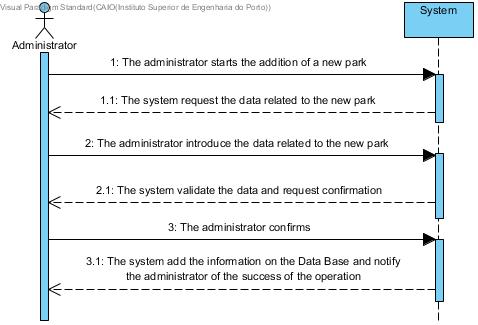 Visual Paradigm Standard(CAIO(Instituto Superior de Engenharia do Porto))
System
Administrator
1: The administrator starts the addition of a new park
1.1: The system request the data related to the new park
2: The administrator introduce the data related to the new park
2.1: The system validate the data and request confirmation
3: The administrator confirms
3.1: The system add the information on the Data Base and notify
the administrator of the success of the operation